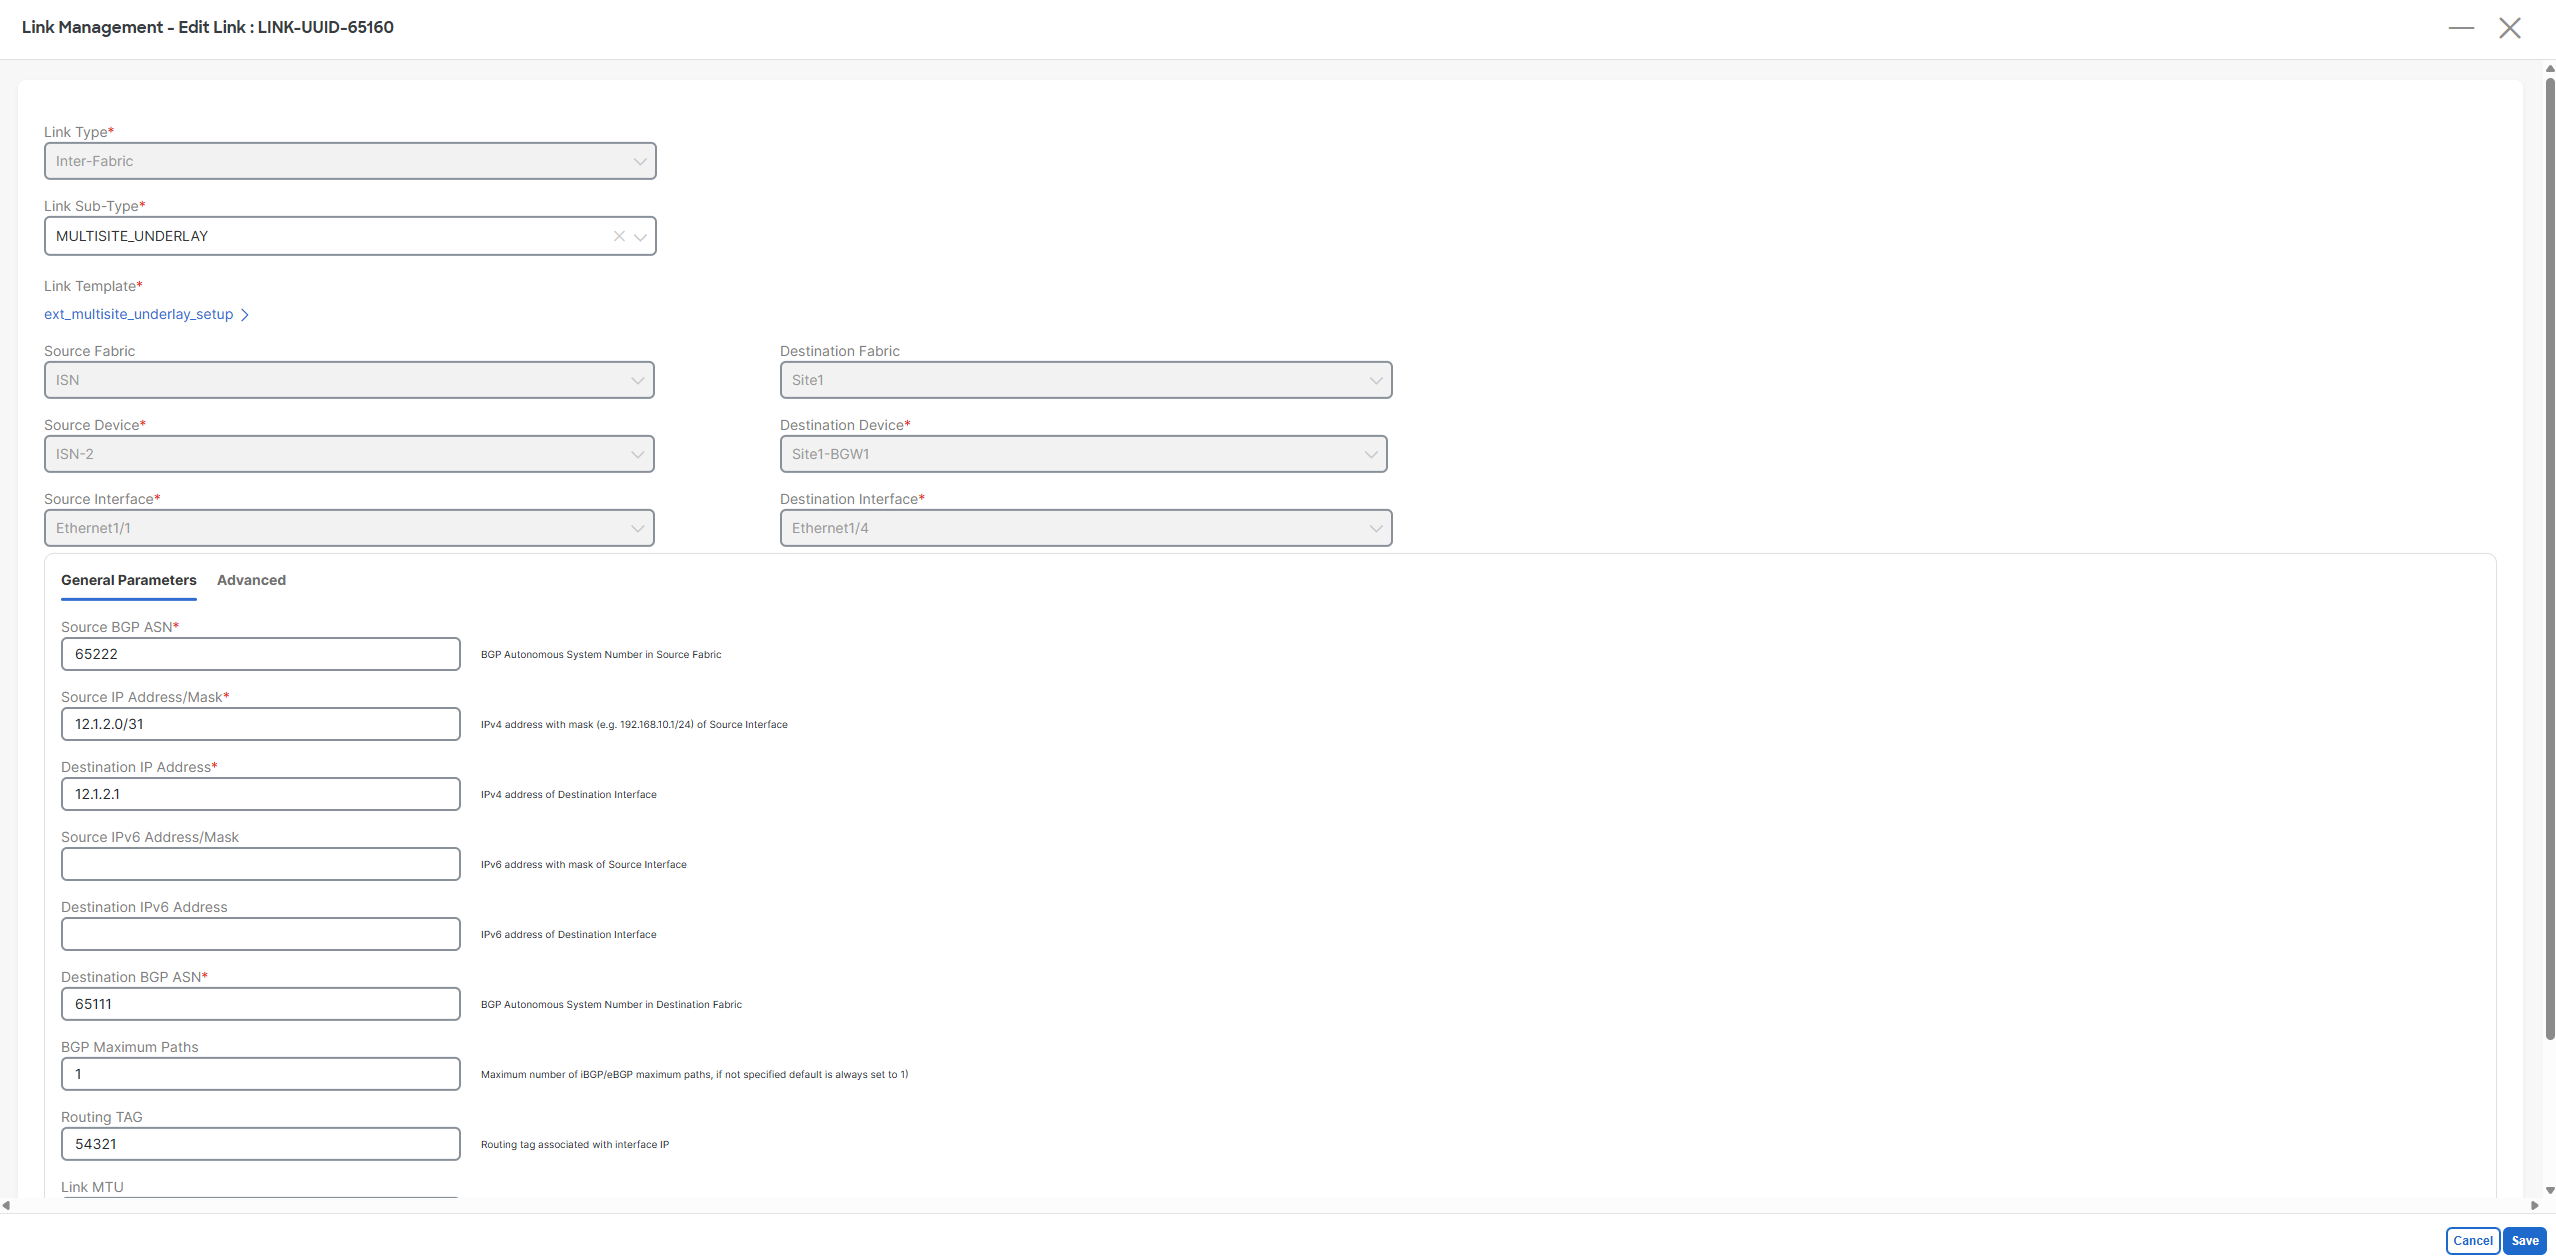 Link Management - Edit Link : LINK-UUID-65160
Link Type*
Inter-Fabric
Link Sub-Type*
MULTISITE_UNDERLAY
Link Template*
ext_multisite_underlay_setup
Source Fabric
ISN
Destination Fabric
Site1
Source Device*
ISN-2
Destination Device*
Site1-BGW1
Source Interface*
Ethernet1/1
Destination Interface*
Ethernet1/4
General Parameters
Advanced
Source BGP ASN*
65222
BGP Autonomous System Number in Source Fabric
Source IP Address/Mask*
12.1.2.0/31
IPv4 address with mask (e.g. 192.168.10.1/24) of Source Interface
Destination IP Address*
12.1.2.1
IPv4 address of Destination Interface
Source IPv6 Address/Mask
IPv6 address with mask of Source Interface
Destination IPv6 Address
IPv6 address of Destination Interface
Destination BGP ASN*
65111
BGP Autonomous System Number in Destination Fabric
BGP Maximum Paths
1
Maximum number of iBGP/eBGP maximum paths, if not specified default is always set to 1)
Routing TAG
54321
Routing tag associated with interface IP
Link MTU
Cancel
Save